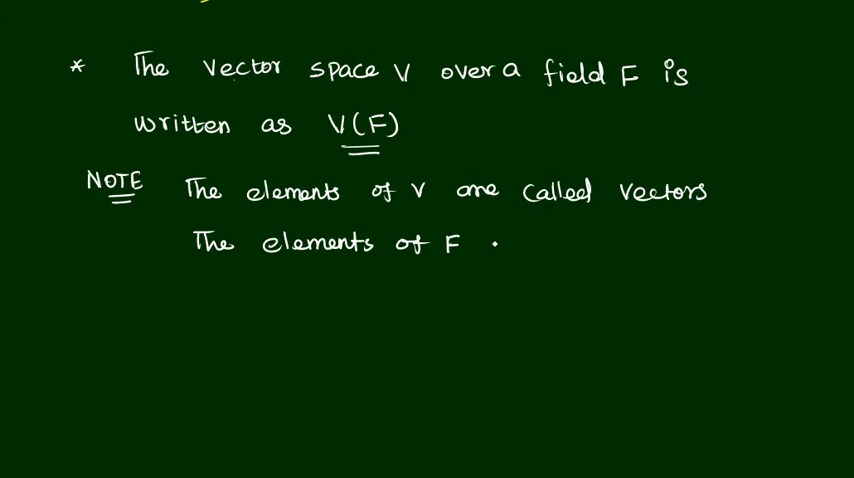 * The vector space V over a field F is
written as V(F)
NOTE The elements of V are called vectors
The elements of F